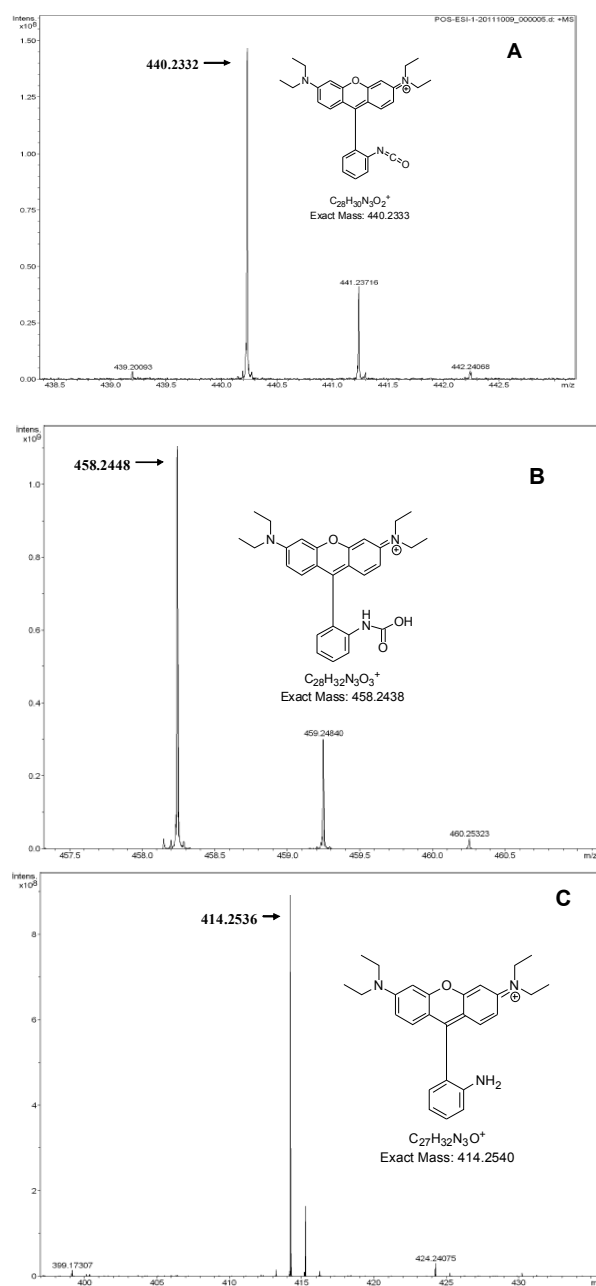 POS-ESI-1-20111009_000005.d: +MS
Intens.
x10⁸
A
440.2332
1.50
1.25
1.00
0.75
0.50
0.25
0.00
N
O
N
⊕
N=C=O
C₂₈H₃₀N₃O₂⁺
Exact Mass: 440.2333
441.23716
439.20093
442.24068
438.5 439.0 439.5 440.0 440.5 441.0 441.5 442.0 442.5 m/z
Intens.
x10⁹
B
458.2448
1.0
0.8
0.6
0.4
0.2
0.0
N
O
N
⊕
H
N
OH
O
C₂₈H₃₂N₃O₃⁺
Exact Mass: 458.2438
459.24840
460.25323
457.5 458.0 458.5 459.0 459.5 460.0 460.5 m/z
Intens.
x10⁸
C
414.2536
8
6
4
2
0
N
O
N
⊕
NH₂
C₂₇H₃₂N₃O⁺
Exact Mass: 414.2540
399.17307
424.24075
400 405 410 415 420 425 430 m/z